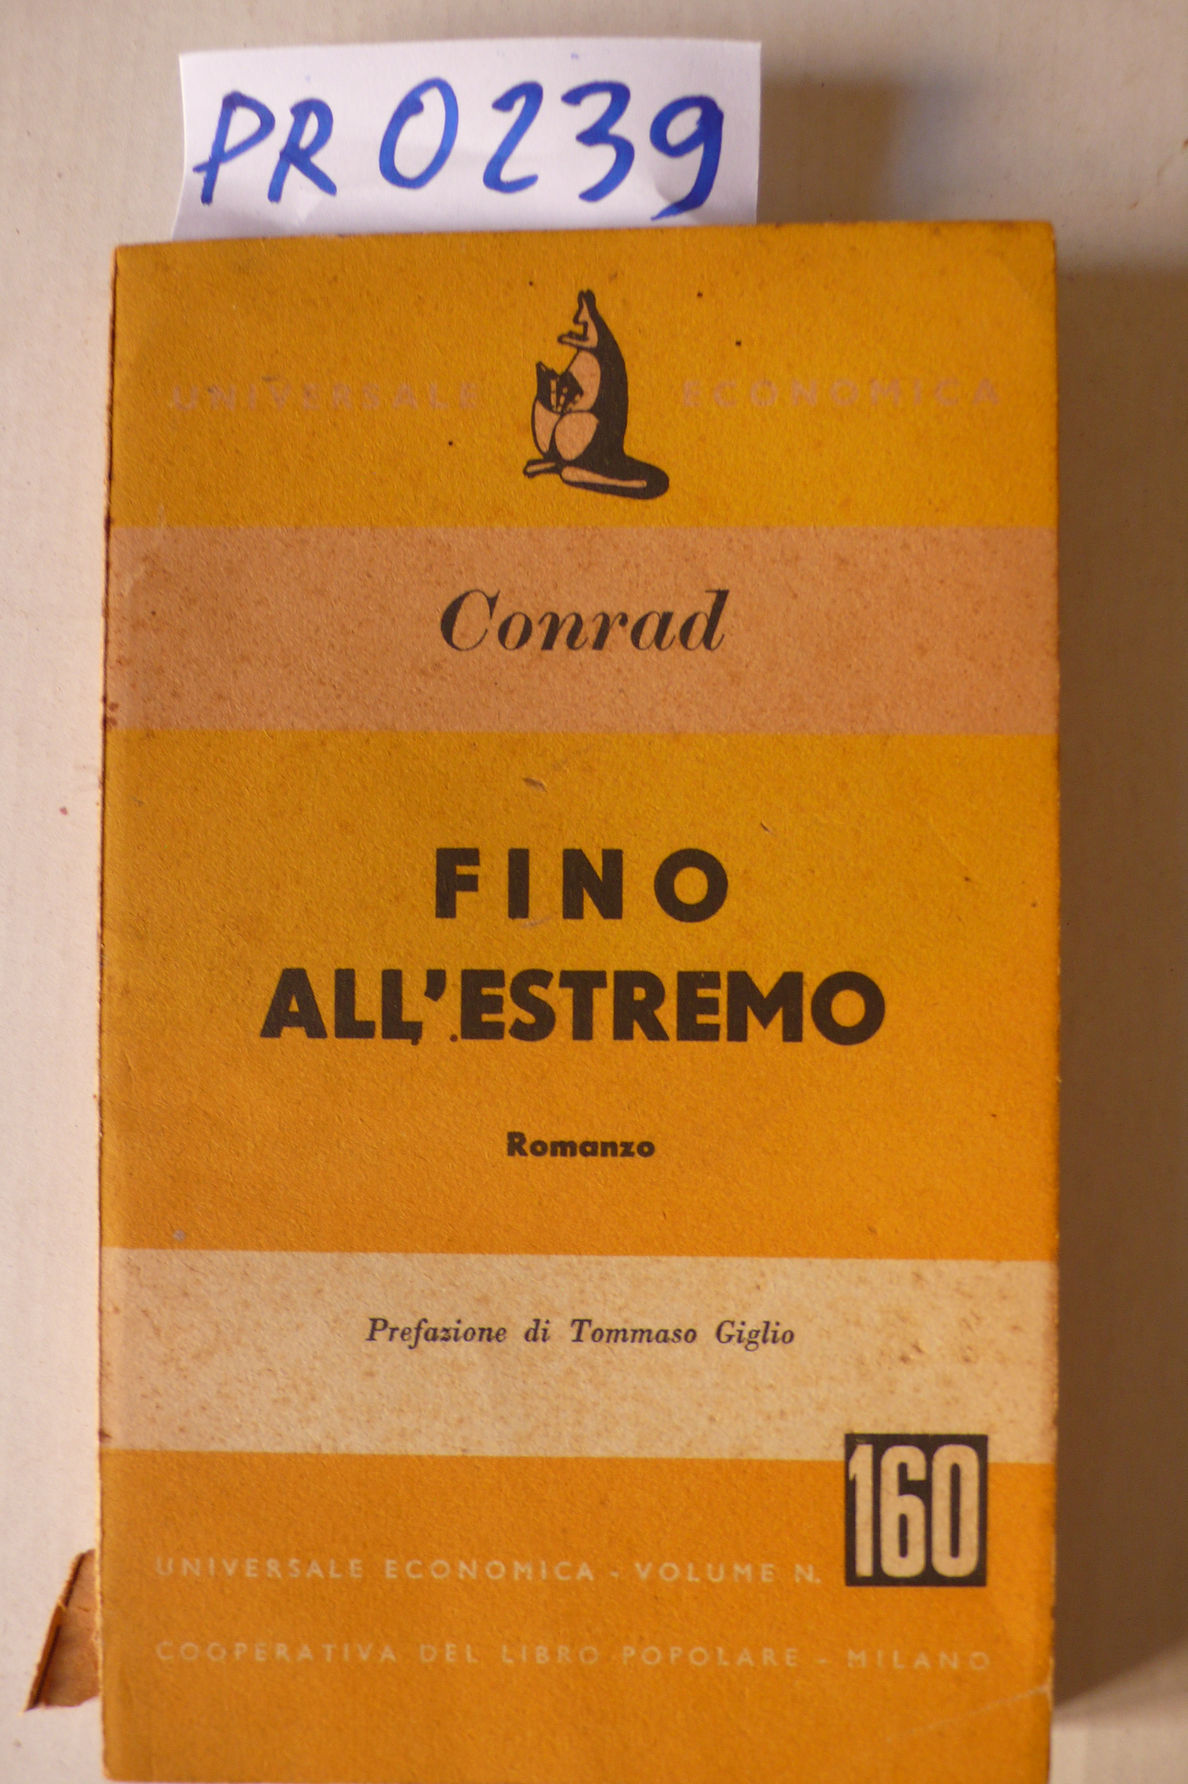 PR 0239
UNIVERSALE ECONOMICA
Conrad
FINO
ALL'ESTREMO
Romanzo
Prefazione di Tommaso Giglio
UNIVERSALE ECONOMICA - VOLUME N. 160
COOPERATIVA DEL LIBRO POPOLARE - MILANO